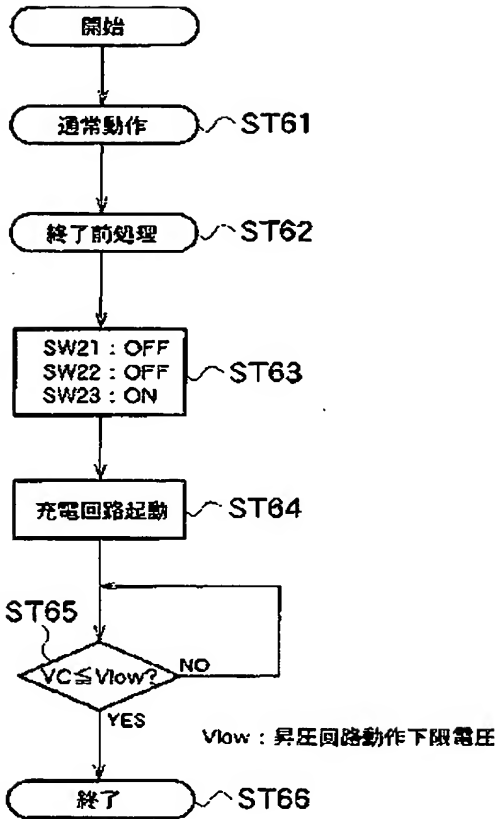 開始
通常動作
ST61
終了前処理
ST62
SW21 : OFF
SW22 : OFF
SW23 : ON
ST63
充電回路起動
ST64
ST65
VC≦Vlow?
NO
YES
Vlow : 昇圧回路動作下限電圧
終了
ST66